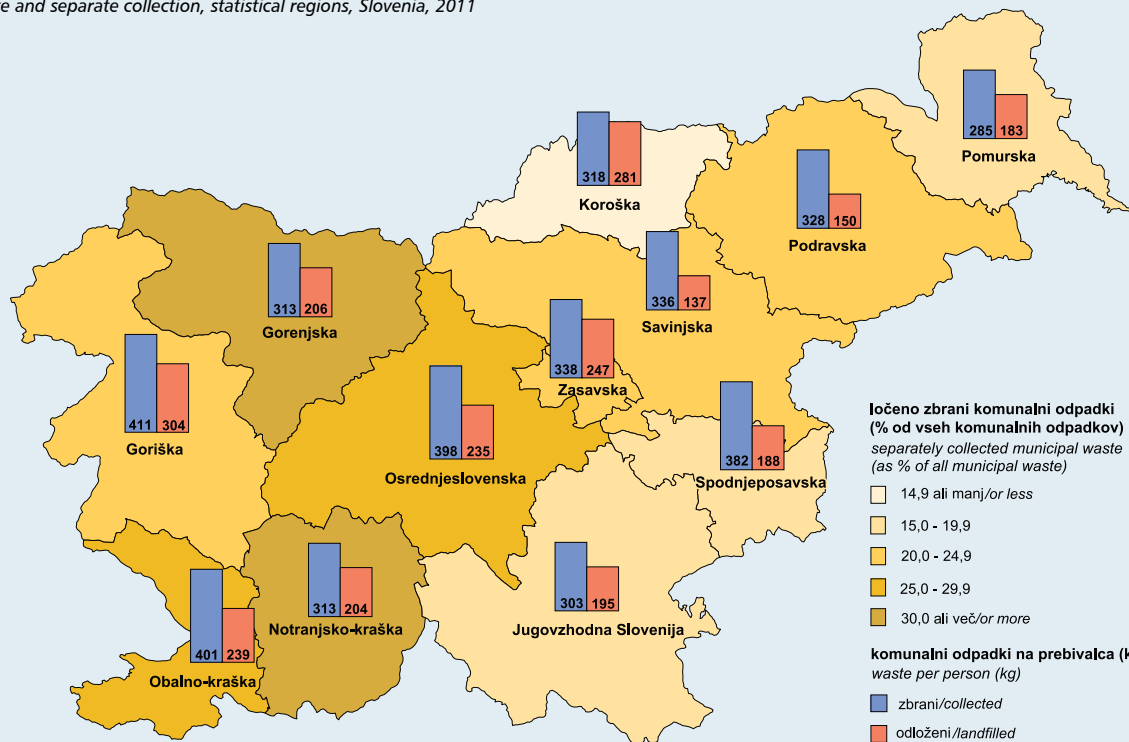 and separate collection, statistical regions, Slovenia, 2011
285 183
Pomurska
318 281
Koroška
328 150
Podravska
313 206
Gorenjska
336 137
Savinjska
338 247
Zasavska
411 304
Goriška
398 235
Osrednjeslovenska
382 188
Spodnjeposavska
313 204
Notranjsko-kraška
303 195
Jugovzhodna Slovenija
401 239
Obalno-kraška
ločeno zbrani komunalni odpadki
(% od vseh komunalnih odpadkov)
separately collected municipal waste
(as % of all municipal waste)
14,9 ali manj/or less
15,0 - 19,9
20,0 - 24,9
25,0 - 29,9
30,0 ali več/or more
komunalni odpadki na prebivalca
waste per person (kg)
zbrani/collected
odloženi/landfilled